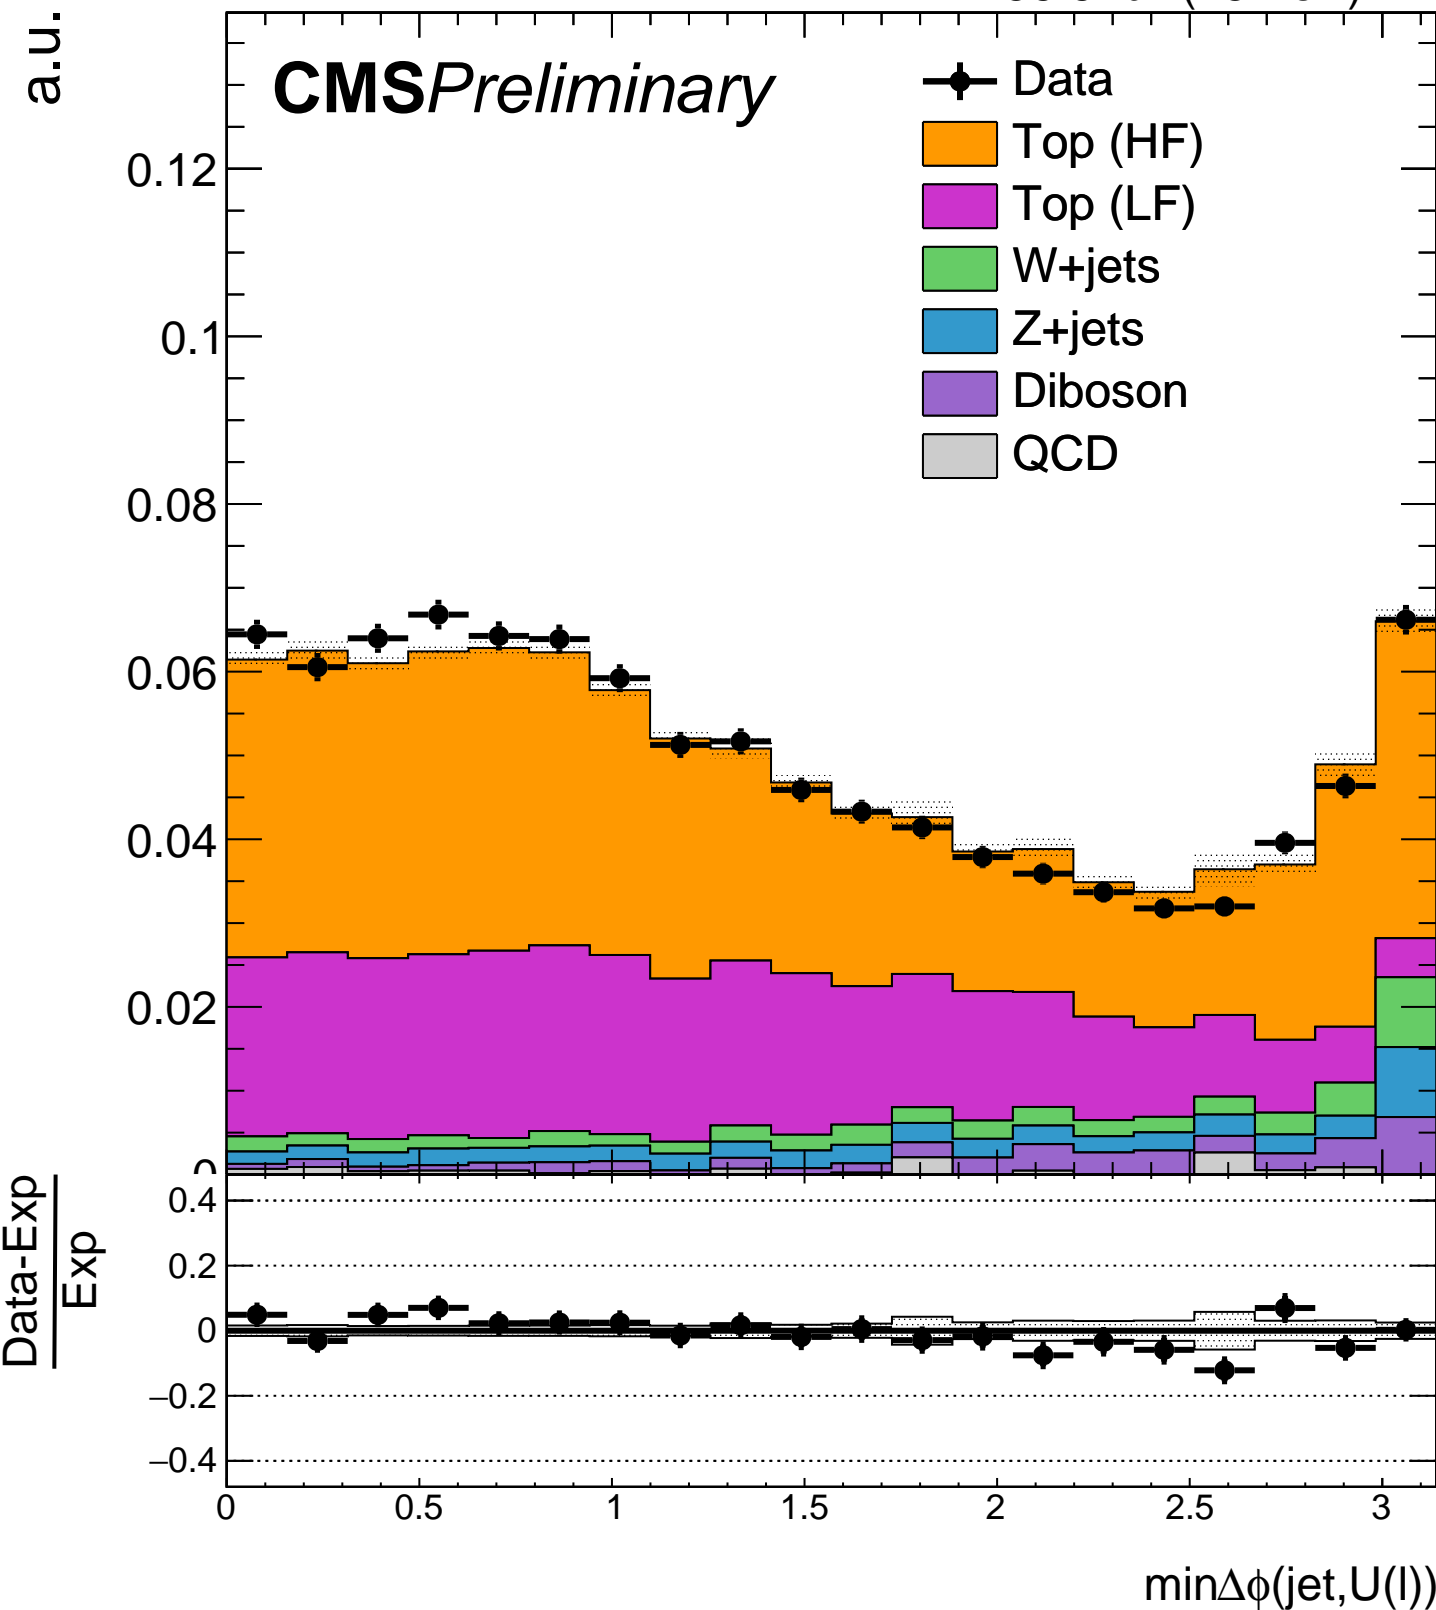 a.u.
CMS Preliminary
Data
Top (HF)
Top (LF)
W+jets
Z+jets
Diboson
QCD
0.12
0.1
0.08
0.06
0.04
0.02
0
Data-Exp
Exp
0.4
0.2
0
−0.2
−0.4
0 0.5 1 1.5 2 2.5 3
minΔϕ(jet,U(l))